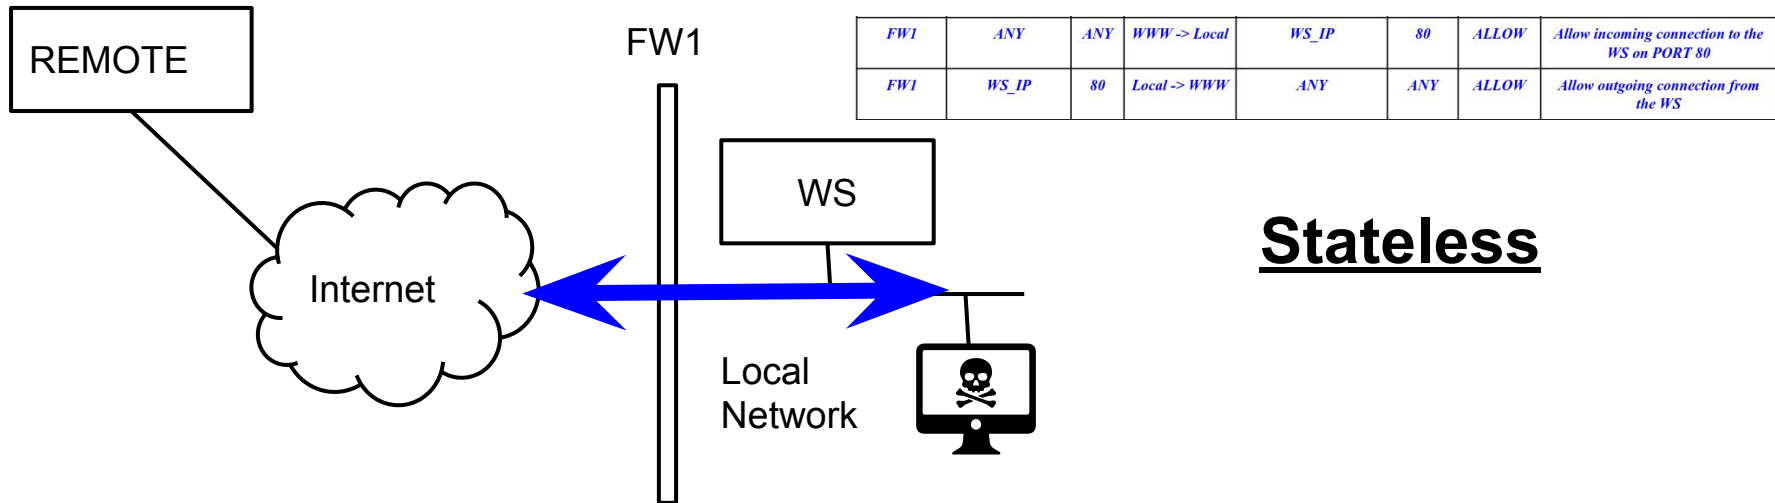 REMOTE
FW1
FW1 ANY ANY WWW -> Local WS_IP 80 ALLOW Allow incoming connection to the
WS on PORT 80
FW1 WS_IP 80 Local -> WWW ANY ANY ALLOW Allow outgoing connection from
the WS
WS
Stateless
Internet
Local
Network